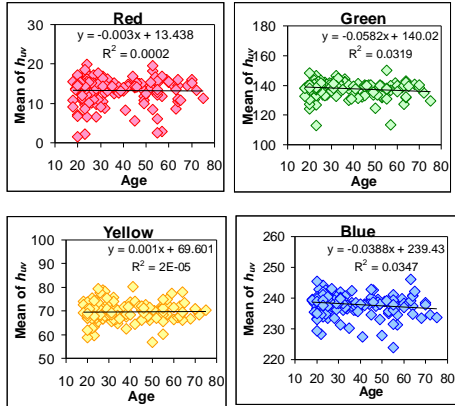 Red
y = -0.003x + 13.438
R² = 0.0002
30
20
10
0
10 20 30 40 50 60 70 80
Age
Mean of h_uv
Green
y = -0.0582x + 140.02
R² = 0.0319
160
140
120
100
10 20 30 40 50 60 70 80
Age
Mean of h_uv
Yellow
y = 0.001x + 69.601
R² = 2E-05
100
90
80
70
60
50
10 20 30 40 50 60 70 80
Age
Mean of h_uv
Blue
y = -0.0388x + 239.43
R² = 0.0347
260
250
240
230
220
10 20 30 40 50 60 70 80
Age
Mean of h_uv